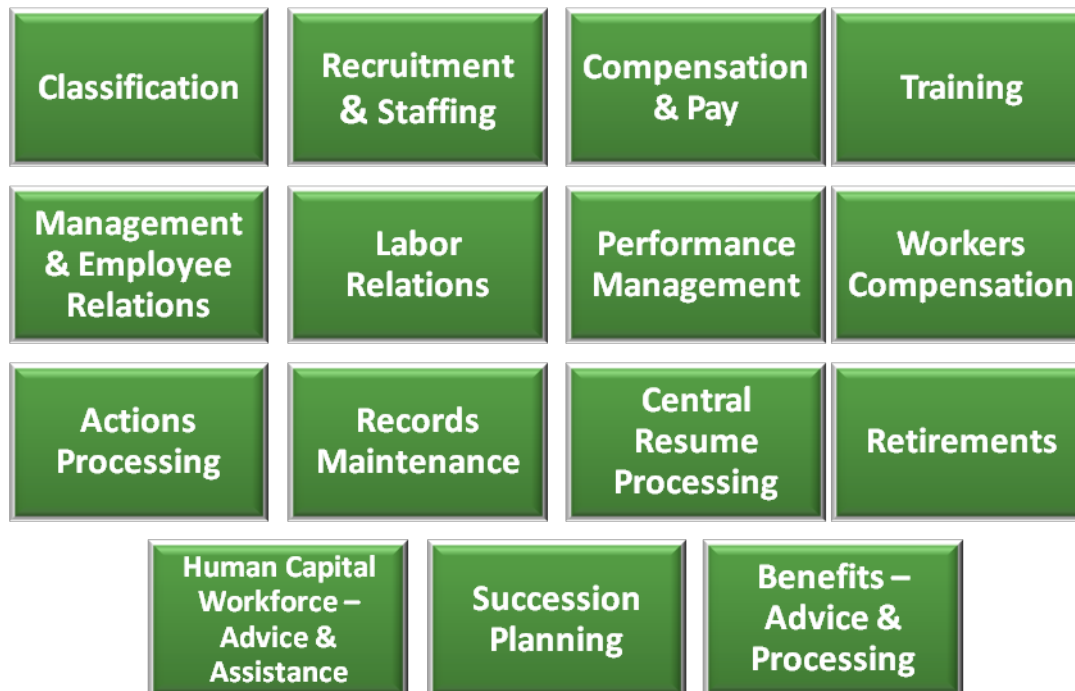 Classification
Recruitment
& Staffing
Compensation
& Pay
Training
Management
& Employee
Relations
Labor
Relations
Performance
Management
Workers
Compensation
Actions
Processing
Records
Maintenance
Central
Resume
Processing
Retirements
Human Capital
Workforce –
Advice &
Assistance
Succession
Planning
Benefits –
Advice &
Processing